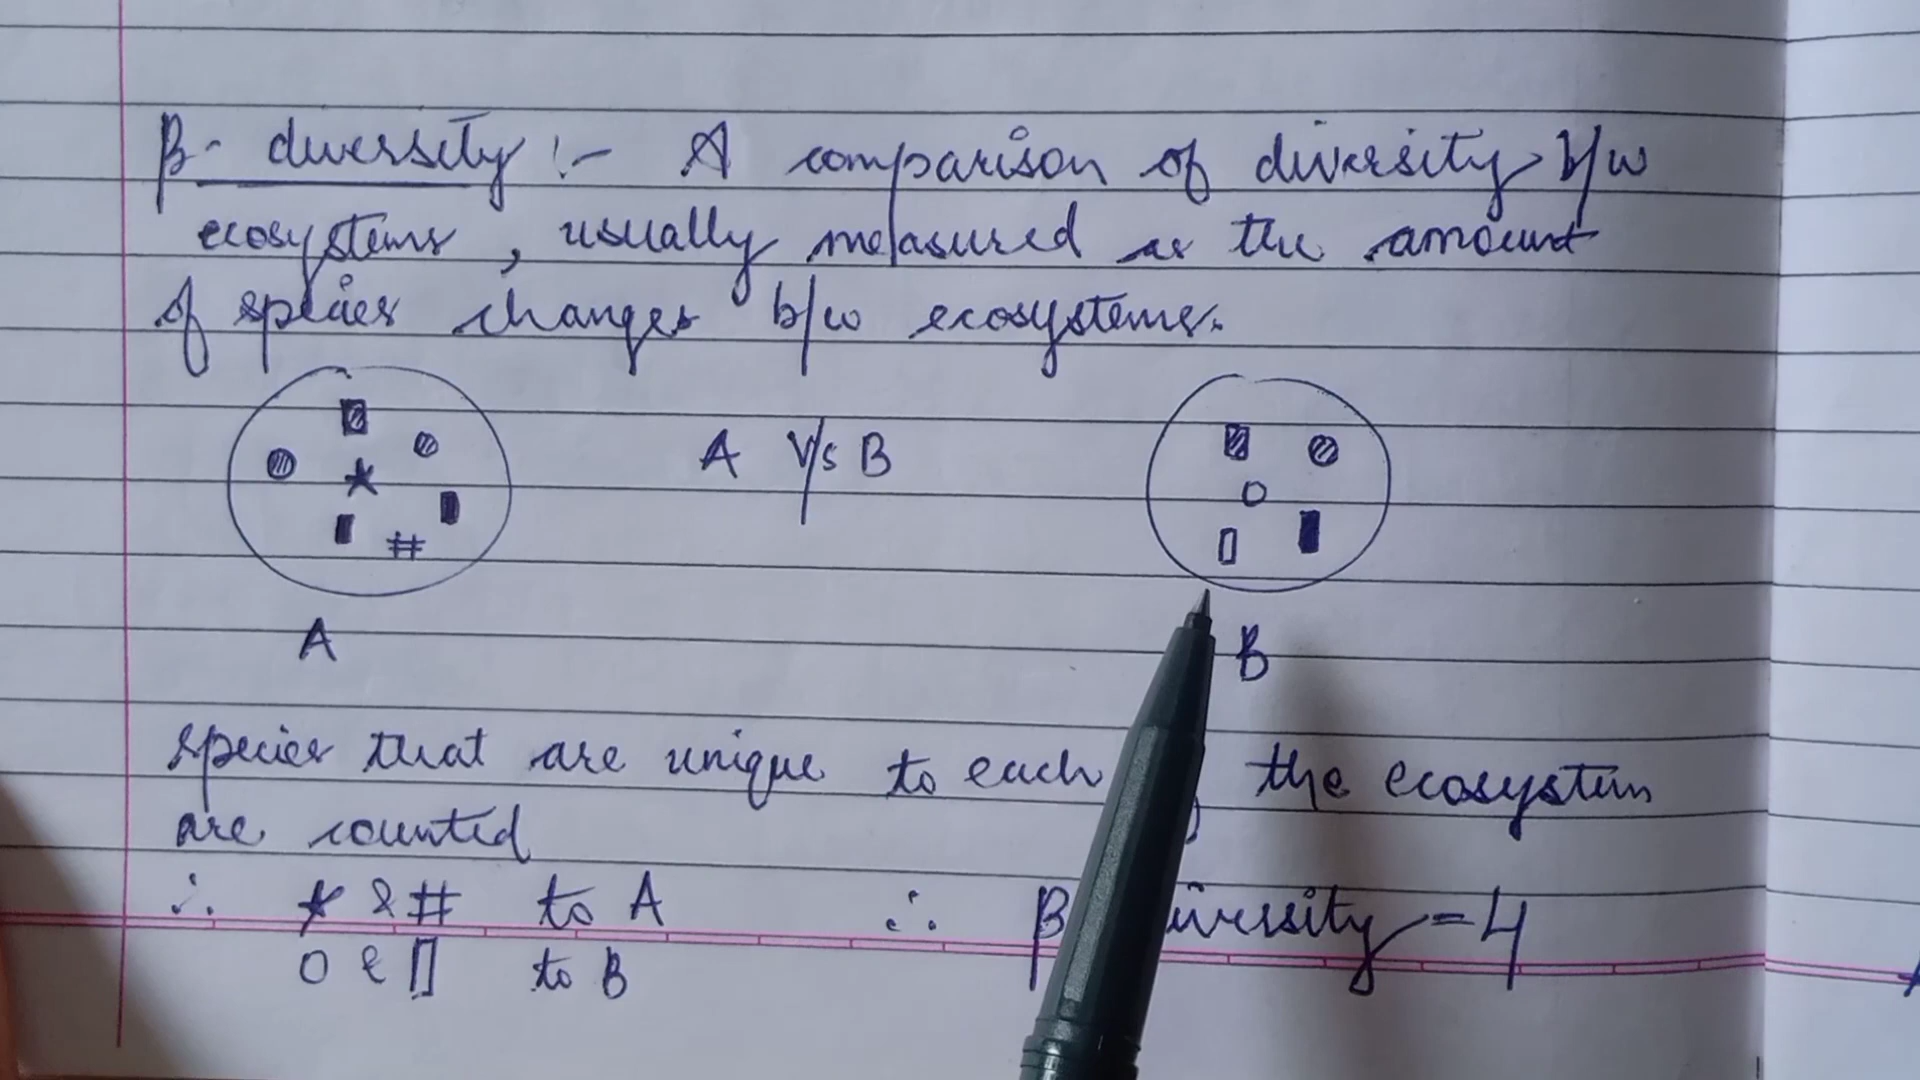 β- diversity :- A comparison of diversity b/w
ecosystems, usually measured as the amount
of species changes b/w ecosystems.
A V/s B
A
B
species that are unique to each the ecosystem
are counted
∴ * & # to A ∴ β iversity = 4
O & [] to B